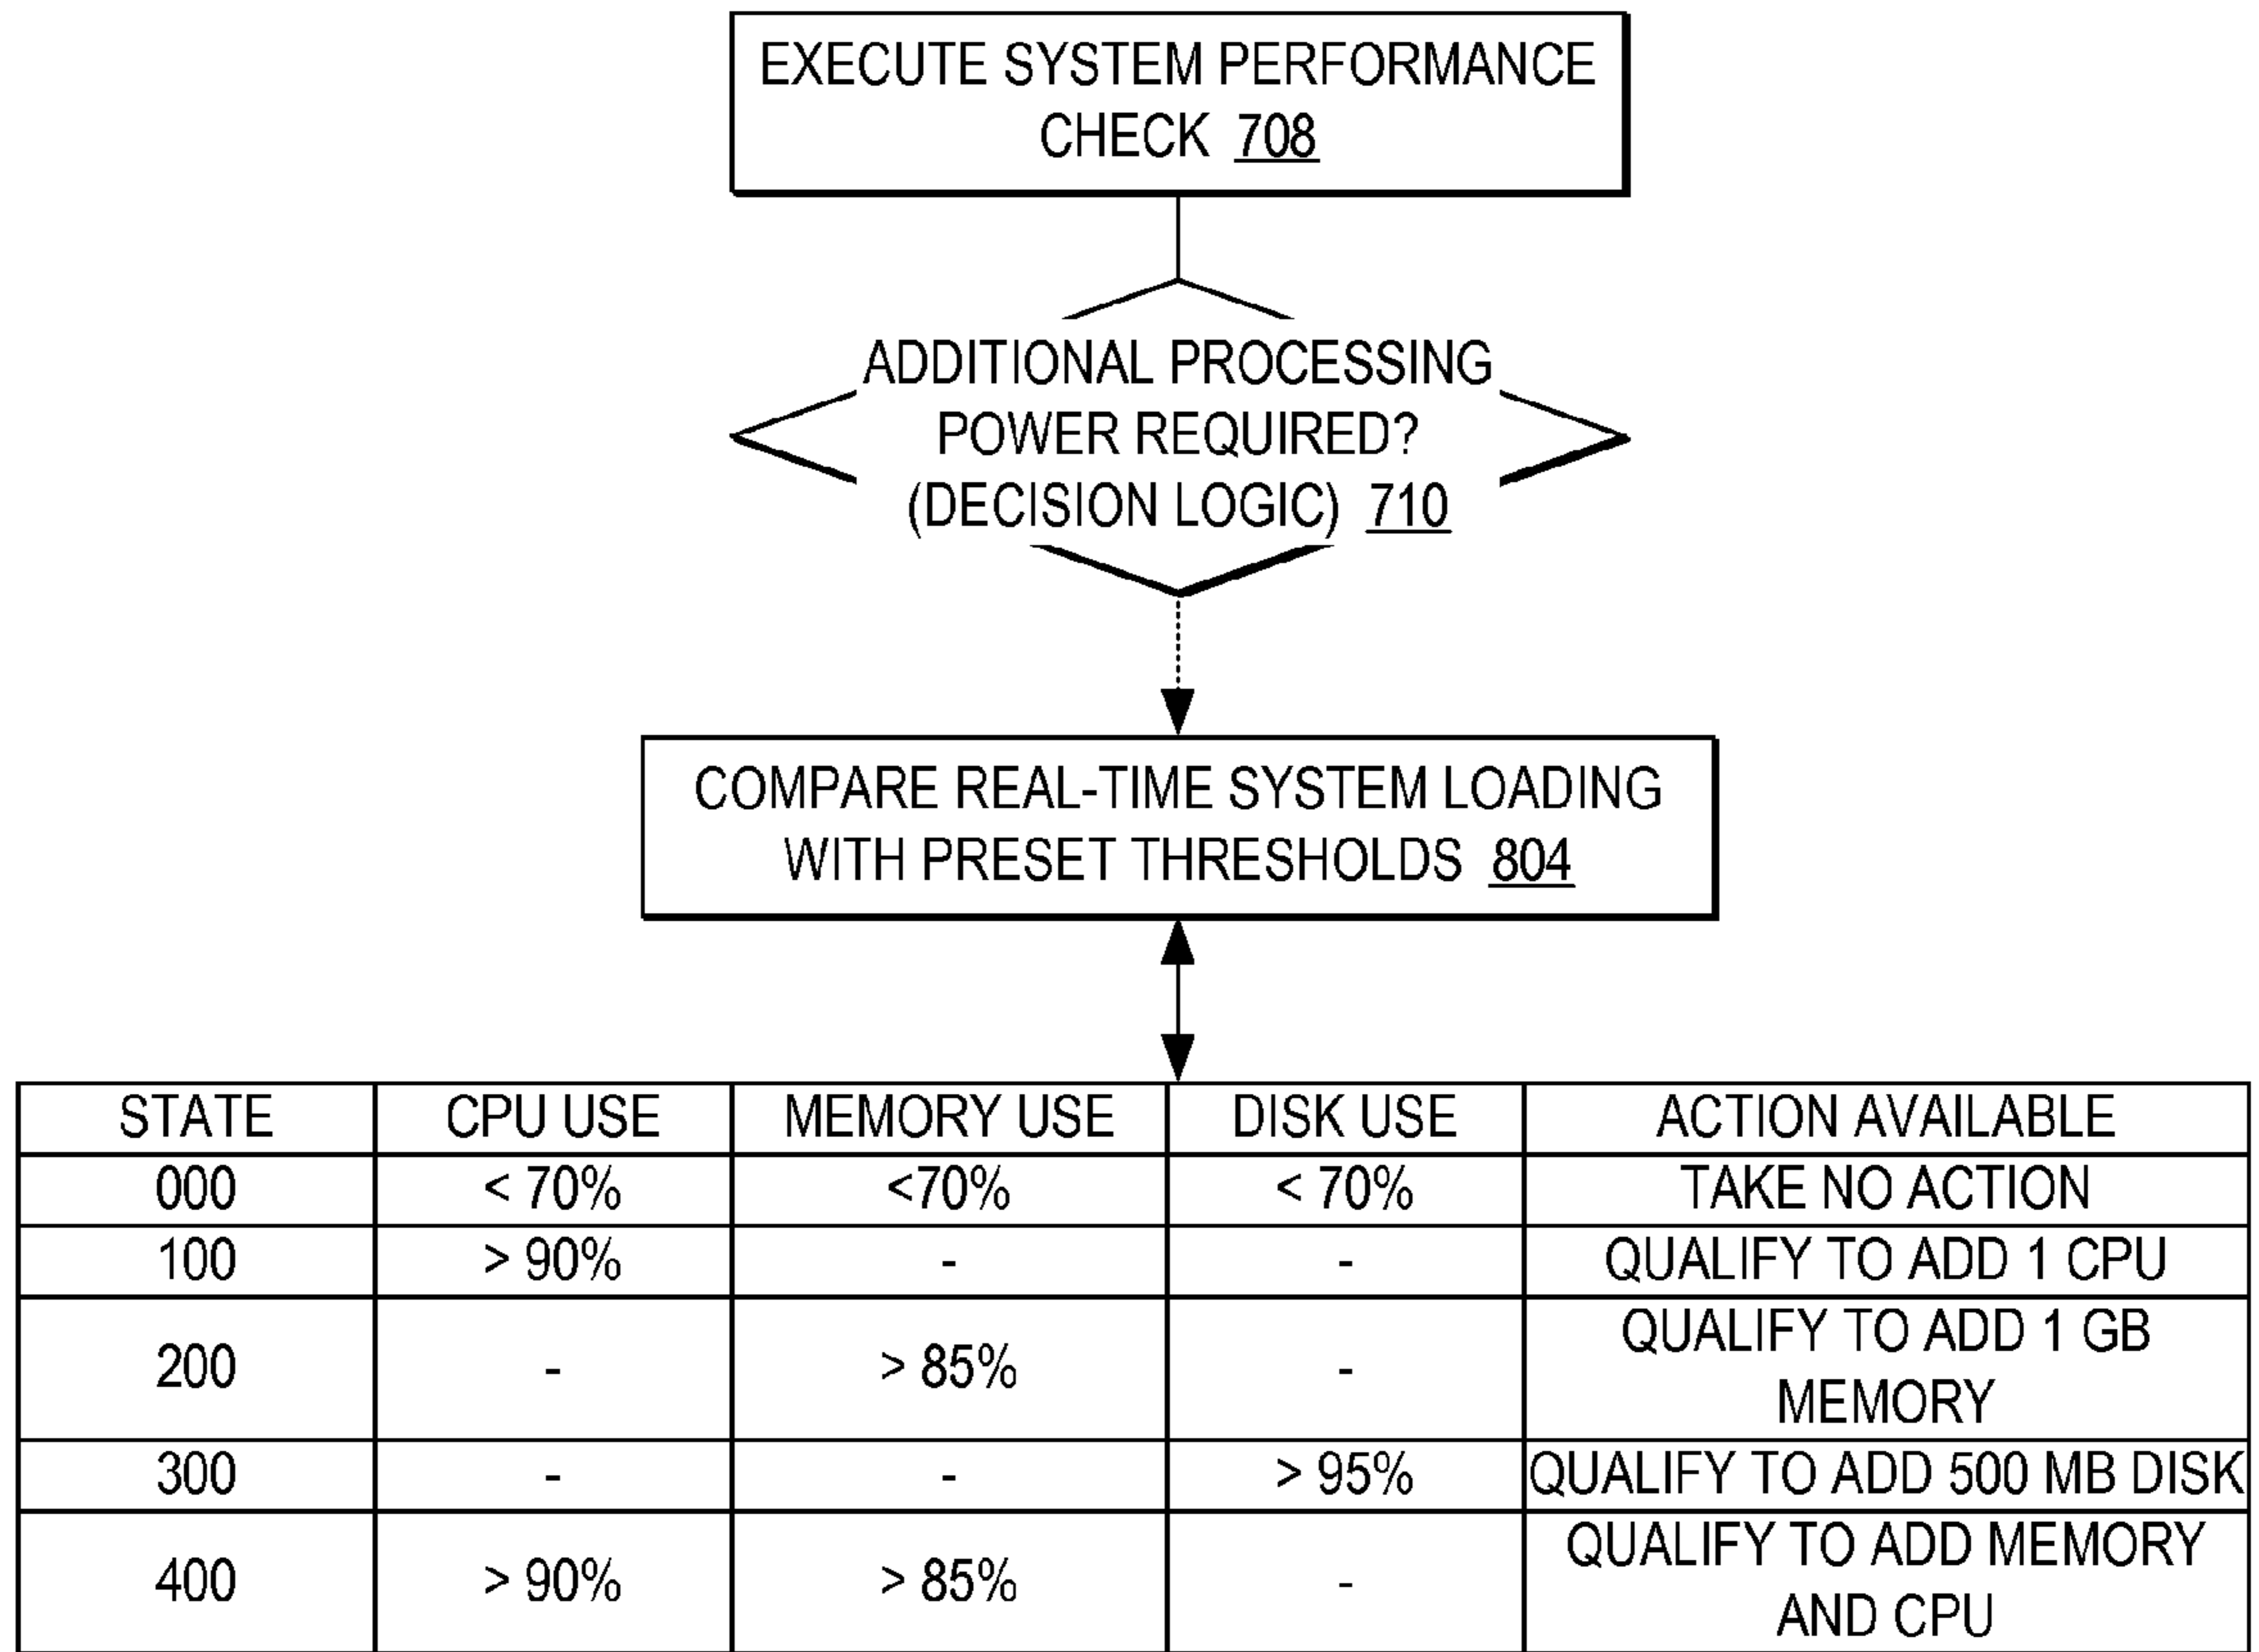 EXECUTE SYSTEM PERFORMANCE
CHECK 708
ADDITIONAL PROCESSING
POWER REQUIRED?
(DECISION LOGIC) 710
COMPARE REAL-TIME SYSTEM LOADING
WITH PRESET THRESHOLDS 804
STATE CPU USE MEMORY USE DISK USE ACTION AVAILABLE
000 < 70% <70% < 70% TAKE NO ACTION
100 > 90% - - QUALIFY TO ADD 1 CPU
200 - > 85% - QUALIFY TO ADD 1 GB
MEMORY
300 - - > 95% QUALIFY TO ADD 500 MB DISK
400 > 90% > 85% - QUALIFY TO ADD MEMORY
AND CPU